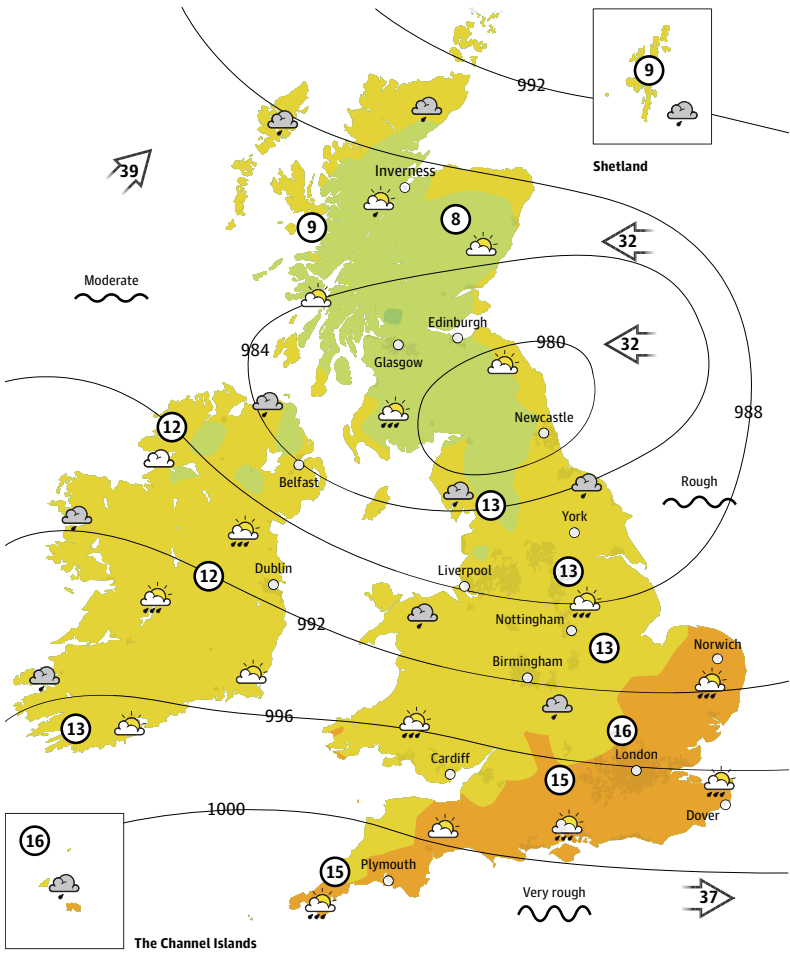 992
9
Shetland
39
Inverness
9
8
32
Moderate
984
Edinburgh
Glasgow
980
32
12
Newcastle
988
Belfast
13
Rough
York
12
Dublin
Liverpool
13
992
Nottingham
13
Norwich
Birmingham
996
13
16
Cardiff
London
15
1000
Dover
16
15
Plymouth
Very rough
37
The Channel Islands